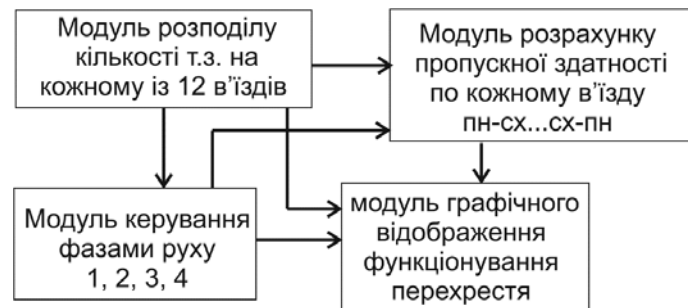 Модуль розподілу
кількості т.з. на
кожному із 12 в'їздів
Модуль розрахунку
пропускної здатності
по кожному в'їзду
пн-сх...сх-пн
Модуль керування
фазами руху
1, 2, 3, 4
модуль графічного
відображення
функціонування
перехрестя